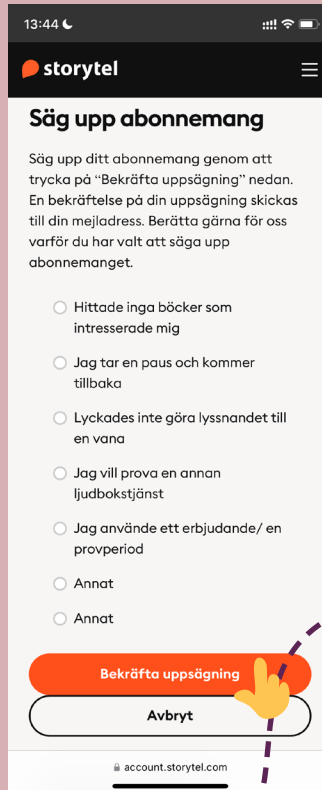 13:44
storytel
Säg upp abonnemang
Säg upp ditt abonnemang genom att
trycka på “Bekräfta uppsägning” nedan.
En bekräftelse på din uppsägning skickas
till din mejladress. Berätta gärna för oss
varför du har valt att säga upp
abonnemanget.
Hittade inga böcker som
intresserade mig
Jag tar en paus och kommer
tillbaka
Lyckades inte göra lyssnandet till
en vana
Jag vill prova en annan
ljudbokstjänst
Jag använde ett erbjudande/ en
provperiod
Annat
Annat
Bekräfta uppsägning
Avbryt
account.storytel.com